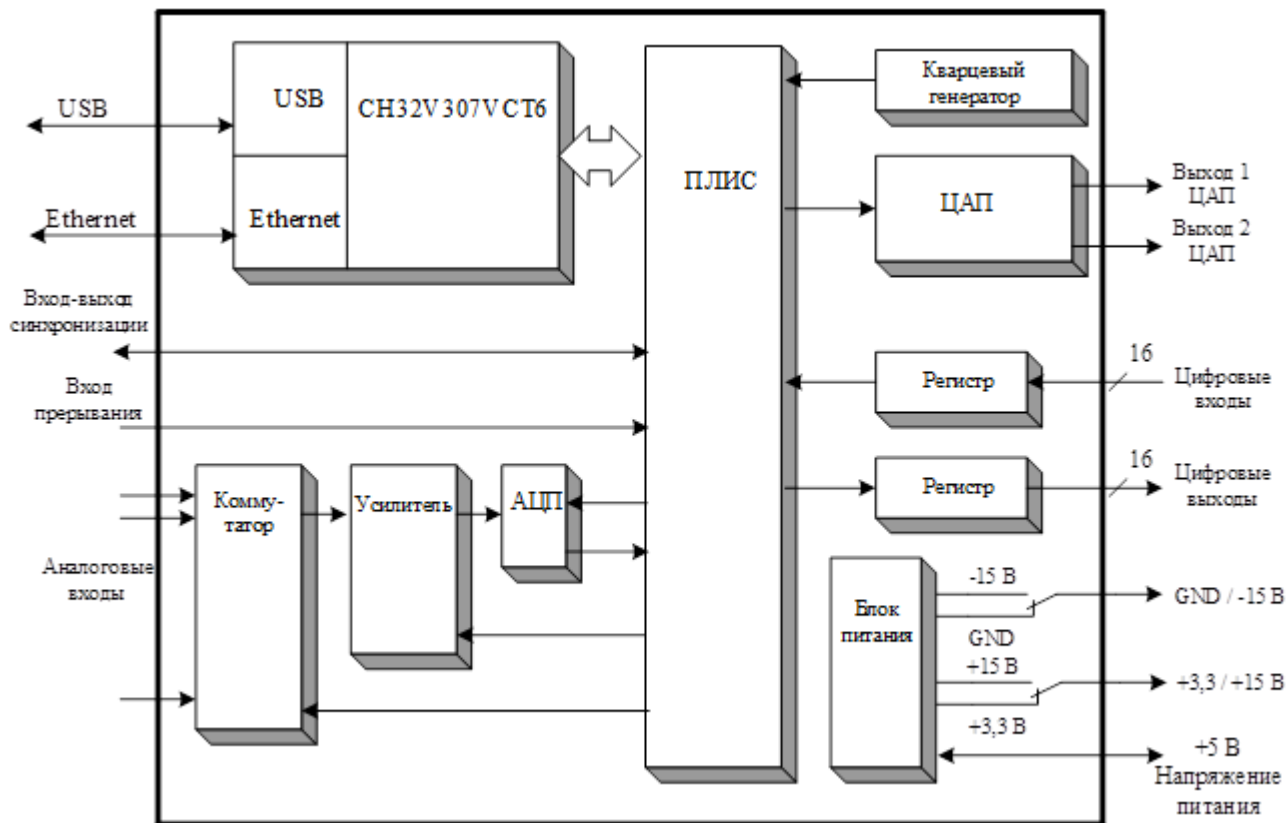 USB
Ethernet
Вход-выход
синхронизации
Вход
прерывания
Аналоговые
входы
USB
CH32V307VCT6
Ethernet
Комму-
татор
Усилитель
АЦП
ПЛИС
Кварцевый
генератор
ЦАП
Выход 1
ЦАП
Выход 2
ЦАП
Регистр
16
Цифровые
входы
Регистр
16
Цифровые
выходы
Блок
питания
-15 В
GND
+15 В
+3,3 В
GND / -15 В
+3,3 / +15 В
+5 В
Напряжение
питания